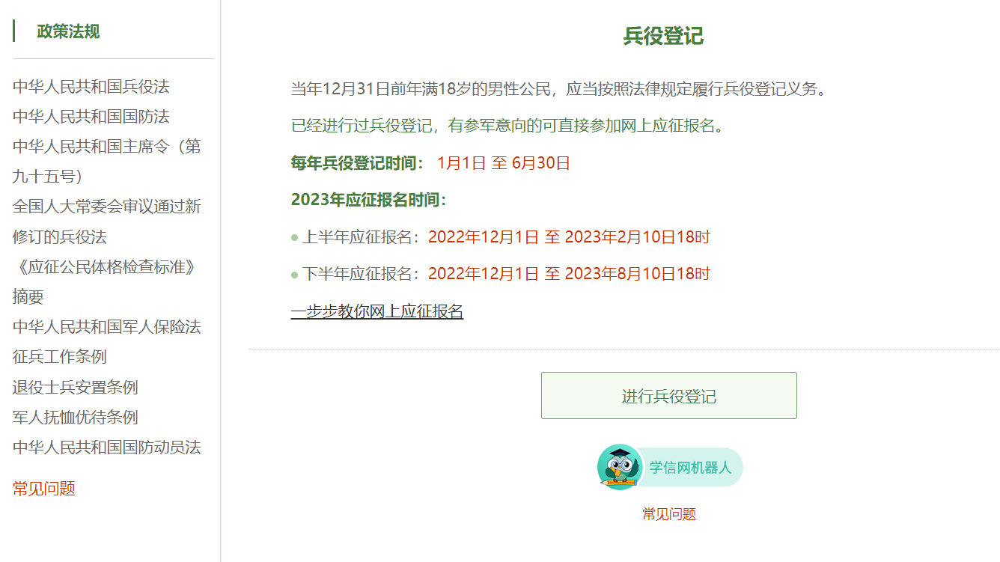 政策法规
中华人民共和国兵役法
中华人民共和国国防法
中华人民共和国主席令（第
九十五号）
全国人大常委会审议通过新
修订的兵役法
《应征公民体格检查标准》
摘要
中华人民共和国军人保险法
征兵工作条例
退役士兵安置条例
军人抚恤优待条例
中华人民共和国国防动员法
常见问题
兵役登记
当年12月31日前年满18岁的男性公民，应当按照法律规定履行兵役登记义务。
已经进行过兵役登记，有参军意向的可直接参加网上应征报名。
每年兵役登记时间： 1月1日 至 6月30日
2023年应征报名时间：
上半年应征报名：2022年12月1日 至 2023年2月10日18时
下半年应征报名：2022年12月1日 至 2023年8月10日18时
一步步教你网上应征报名
进行兵役登记
学信网机器人
常见问题